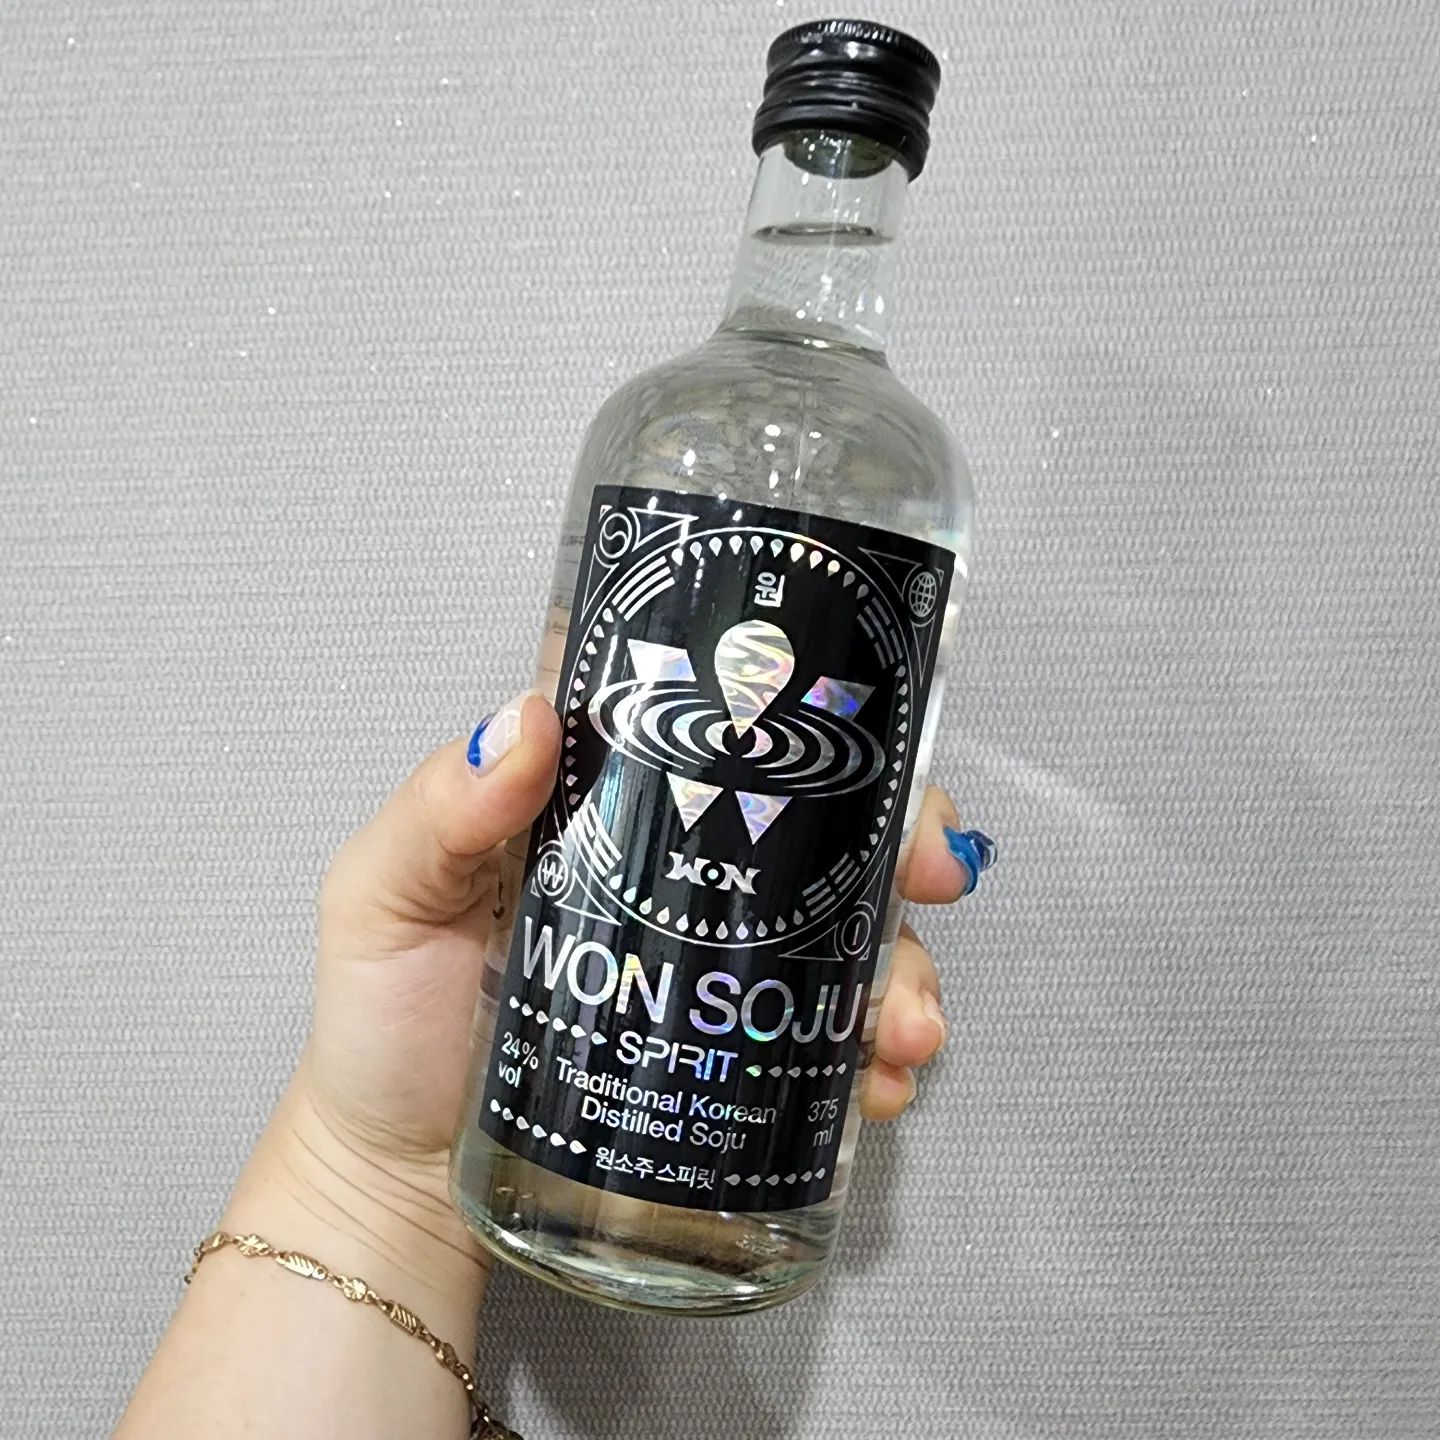 원
WON
WON SOJU
SPIRIT
24%
vol
Traditional Korean
Distilled Soju
375
ml
원소주 스피릿